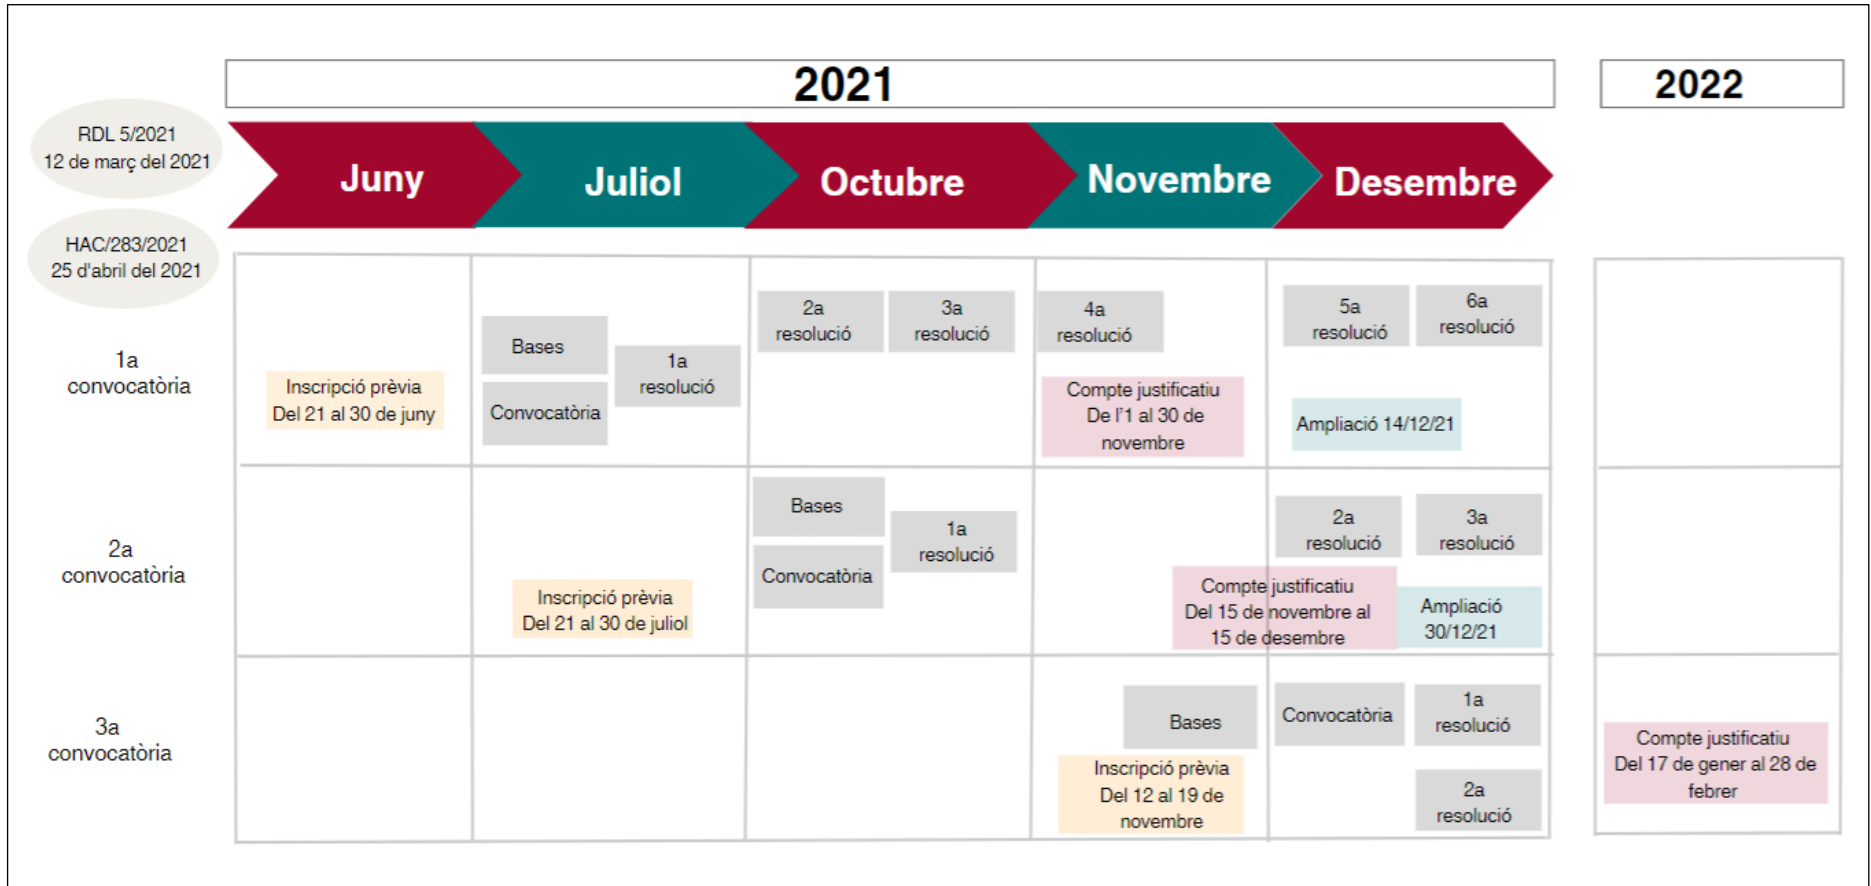 2021
2022
RDL 5/2021
12 de març del 2021
Juny
Juliol
Octubre
Novembre
Desembre
HAC/283/2021
25 d'abril del 2021
1a
convocatòria
Inscripció prèvia
Del 21 al 30 de juny
Bases
Convocatòria
1a
resolució
2a
resolució
3a
resolució
4a
resolució
Compte justificatiu
De l'1 al 30 de
novembre
5a
resolució
6a
resolució
Ampliació 14/12/21
2a
convocatòria
Inscripció prèvia
Del 21 al 30 de juliol
Bases
Convocatòria
1a
resolució
2a
resolució
3a
resolució
Compte justificatiu
Del 15 de novembre al
15 de desembre
Ampliació
30/12/21
3a
convocatòria
Bases
Inscripció prèvia
Del 12 al 19 de
novembre
Convocatòria
1a
resolució
2a
resolució
Compte justificatiu
Del 17 de gener al 28 de
febrer